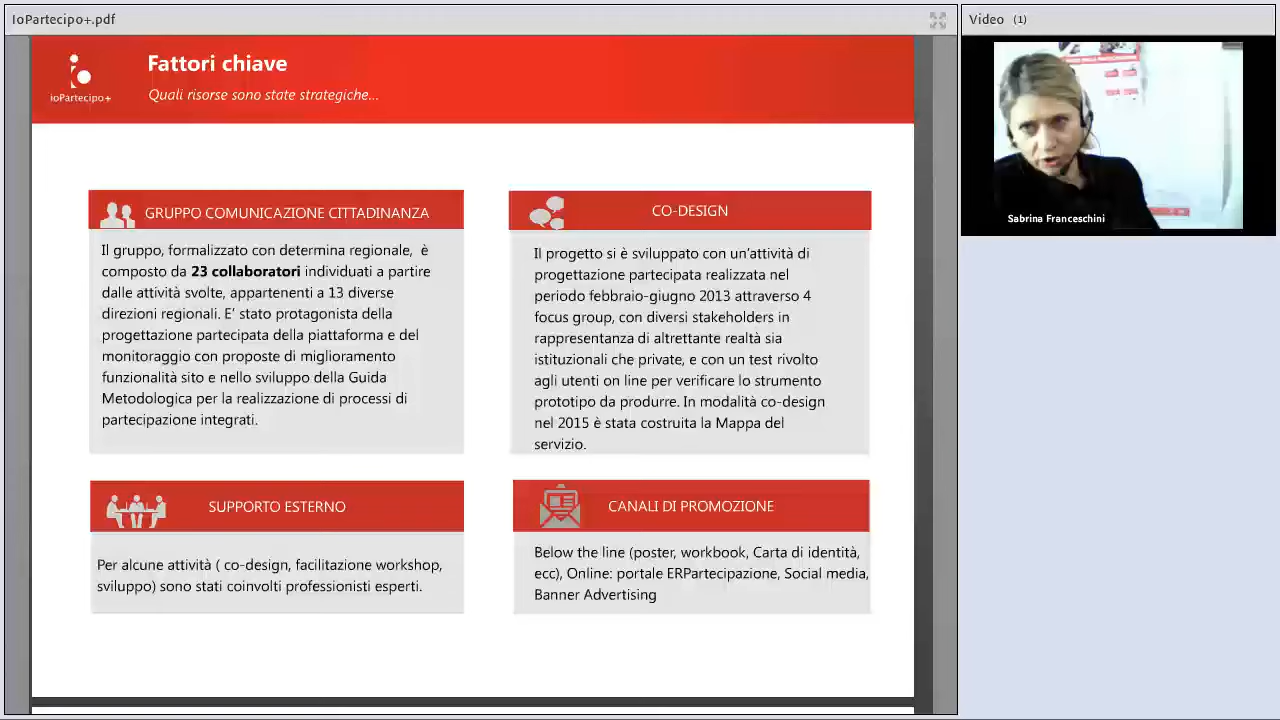 IoPartecipo+.pdf
Video (1)
Fattori chiave
Quali risorse sono state strategiche...
ioPartecipo+
GRUPPO COMUNICAZIONE CITTADINANZA
Il gruppo, formalizzato con determina regionale, è
composto da 23 collaboratori individuati a partire
dalle attività svolte, appartenenti a 13 diverse
direzioni regionali. E' stato protagonista della
progettazione partecipata della piattaforma e del
monitoraggio con proposte di miglioramento
funzionalità sito e nello sviluppo della Guida
Metodologica per la realizzazione di processi di
partecipazione integrati.
CO-DESIGN
Il progetto si è sviluppato con un'attività di
progettazione partecipata realizzata nel
periodo febbraio-giugno 2013 attraverso 4
focus group, con diversi stakeholders in
rappresentanza di altrettante realtà sia
istituzionali che private, e con un test rivolto
agli utenti on line per verificare lo strumento
prototipo da produrre. In modalità co-design
nel 2015 è stata costruita la Mappa del
servizio.
SUPPORTO ESTERNO
Per alcune attività ( co-design, facilitazione workshop,
sviluppo) sono stati coinvolti professionisti esperti.
CANALI DI PROMOZIONE
Below the line (poster, workbook, Carta di identità,
ecc), Online: portale ERPartecipazione, Social media,
Banner Advertising
Sabrina Franceschini